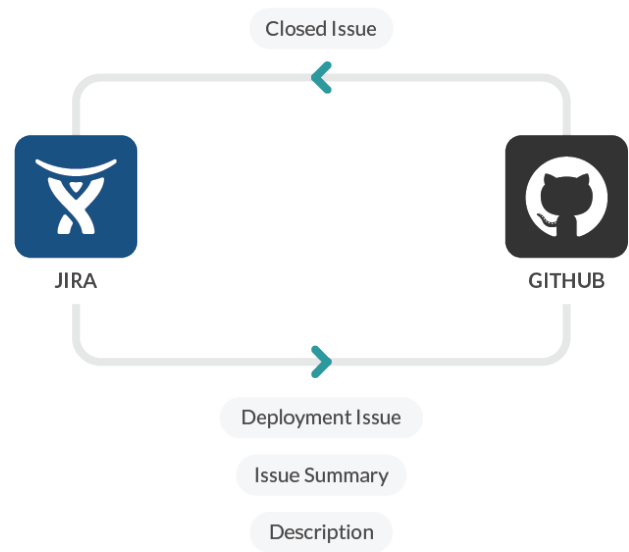 Closed Issue
JIRA
GITHUB
Deployment Issue
Issue Summary
Description